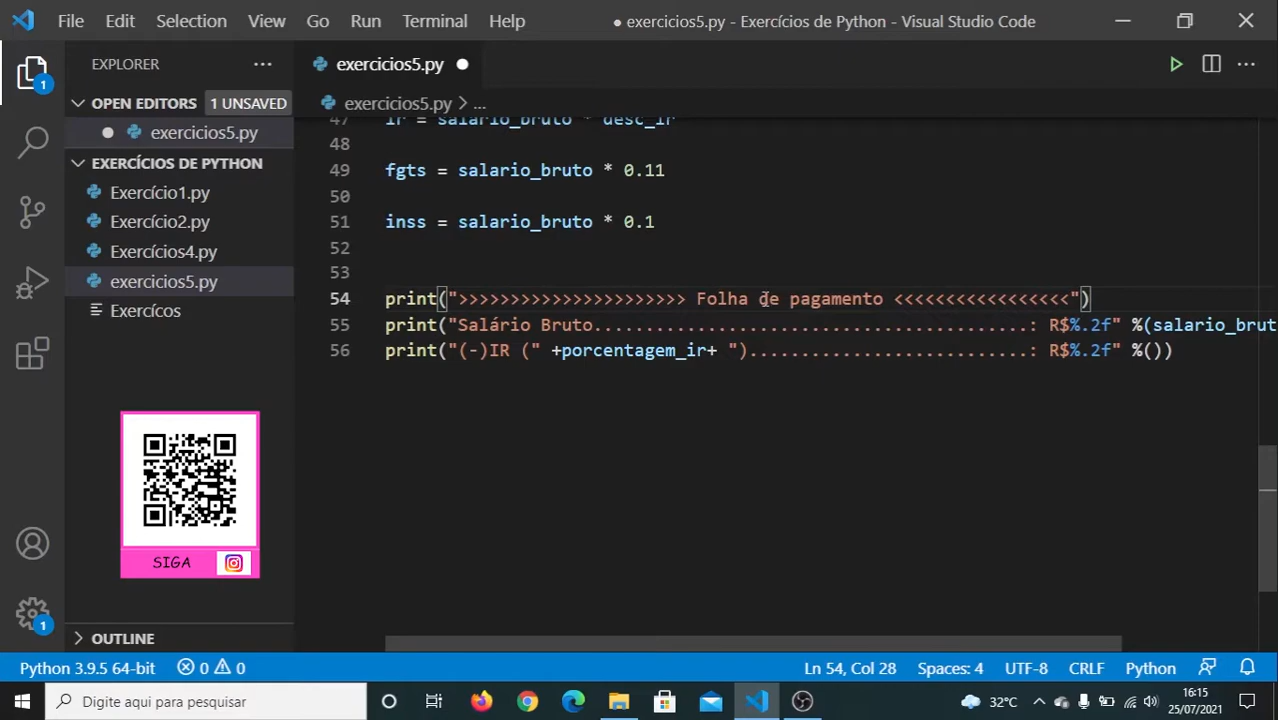 File Edit Selection View Go Run Terminal Help ● exercicios5.py - Exercícios de Python - Visual Studio Code
EXPLORER
exercicios5.py
OPEN EDITORS 1 UNSAVED
exercicios5.py > ...
exercicios5.py
47 ir = salario_bruto * desc_ir
48
EXERCÍCIOS DE PYTHON
49 fgts = salario_bruto * 0.11
Exercício1.py
50
Exercício2.py
51 inss = salario_bruto * 0.1
Exercícios4.py
52
53
exercicios5.py
54 print(">>>>>>>>>>>>>>>>>>>>>> Folha de pagamento <<<<<<<<<<<<<<<<<")
Exercícos
55 print("Salário Bruto..........................................: R$%.2f" %(salario_brut
56 print("(-)IR (" +porcentagem_ir+ ")...........................: R$%.2f" %())
SIGA
OUTLINE
1
1
Python 3.9.5 64-bit 0 0 Ln 54, Col 28 Spaces: 4 UTF-8 CRLF Python
Digite aqui para pesquisar
32°C
16:15
25/07/2021